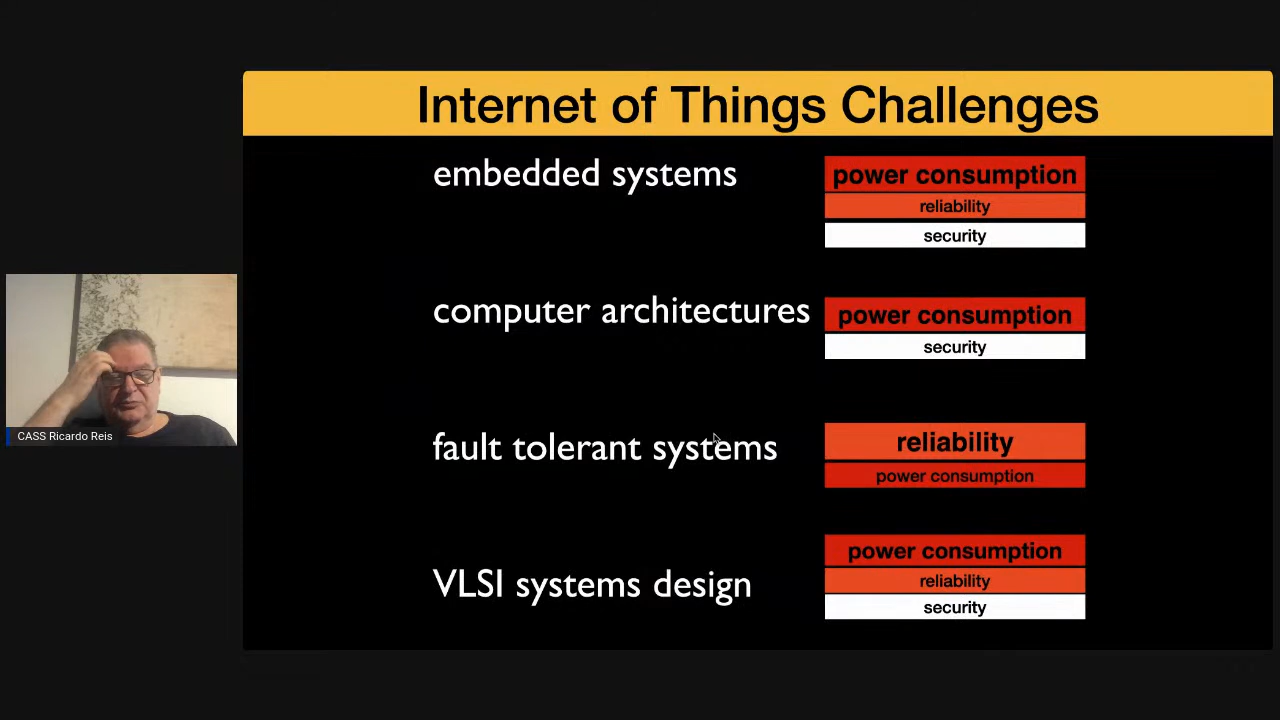 Internet of Things Challenges
embedded systems
power consumption
reliability
security
computer architectures
power consumption
security
fault tolerant systems
reliability
power consumption
VLSI systems design
power consumption
reliability
security
CASS Ricardo Reis